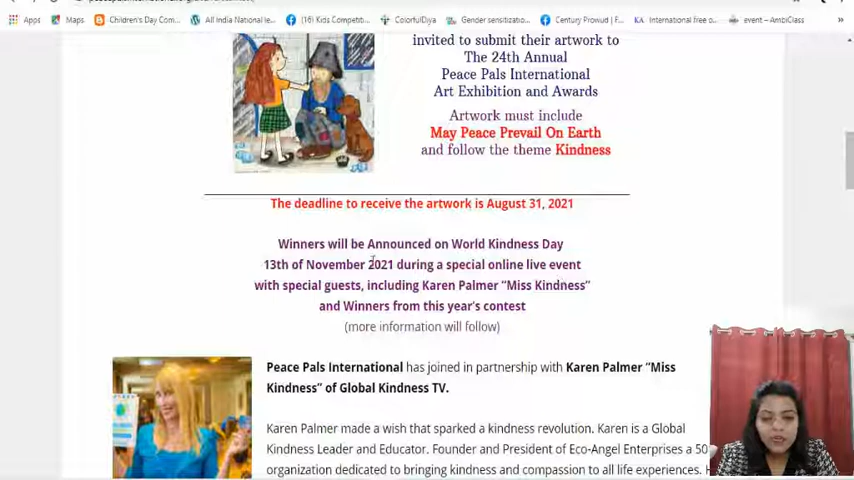 Apps
Maps
Children's Day Com...
All India National le...
(16) Kids Competiti...
ColorfulDiya
Gender sensitizatio...
Century Prowud | F...
International free o...
event – AmbiClass
invited to submit their artwork to
The 24th Annual
Peace Pals International
Art Exhibition and Awards
Artwork must include
May Peace Prevail On Earth
and follow the theme Kindness
The deadline to receive the artwork is August 31, 2021
Winners will be Announced on World Kindness Day
13th of November 2021 during a special online live event
with special guests, including Karen Palmer “Miss Kindness”
and Winners from this year's contest
(more information will follow)
Peace Pals International has joined in partnership with Karen Palmer “Miss
Kindness” of Global Kindness TV.
Karen Palmer made a wish that sparked a kindness revolution. Karen is a Global
Kindness Leader and Educator. Founder and President of Eco-Angel Enterprises a 50
organization dedicated to bringing kindness and compassion to all life experiences.